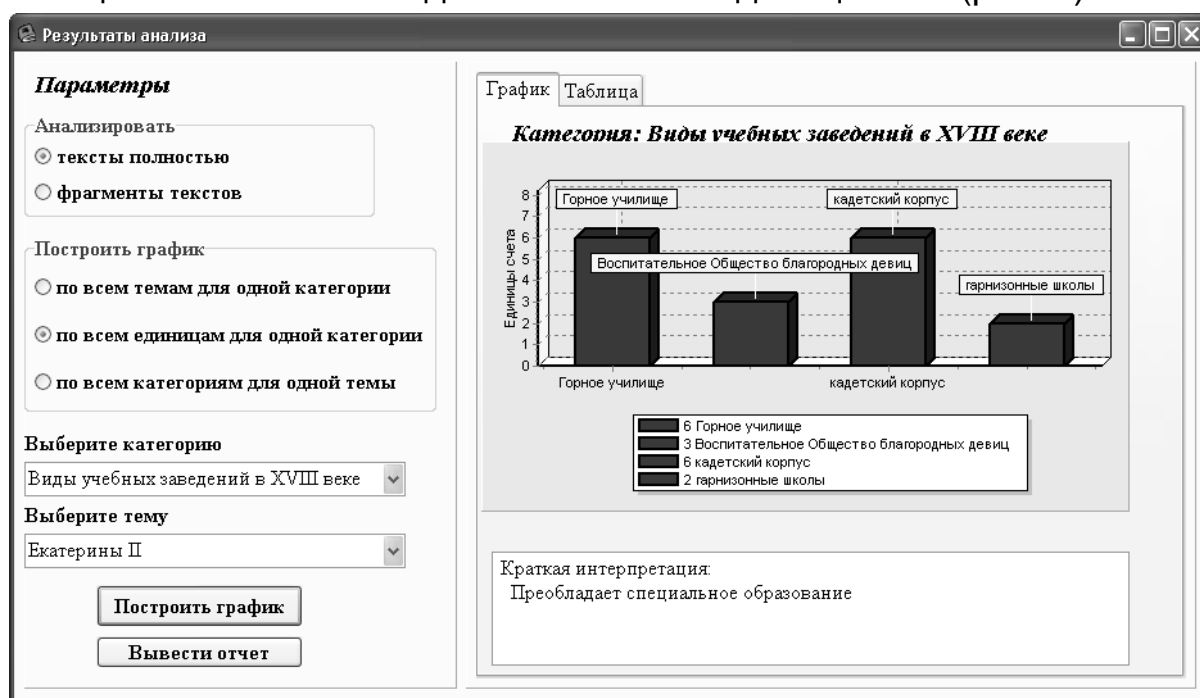 Результаты анализа
Параметры
Анализировать
тексты полностью
фрагменты текстов
Построить график
по всем темам для одной категории
по всем единицам для одной категории
по всем категориям для одной темы
Выберите категорию
Виды учебных заведений в XVIII веке
Выберите тему
Екатерины II
Построить график
Вывести отчет
График Таблица
Категория: Виды учебных заведений в XVIII веке
Единицы счета
8
7
6
5
4
3
2
1
0
Горное училище
кадетский корпус
Воспитательное Общество благородных девиц
гарнизонные школы
Горное училище кадетский корпус
6 Горное училище
3 Воспитательное Общество благородных девиц
6 кадетский корпус
2 гарнизонные школы
Краткая интерпретация:
Преобладает специальное образование